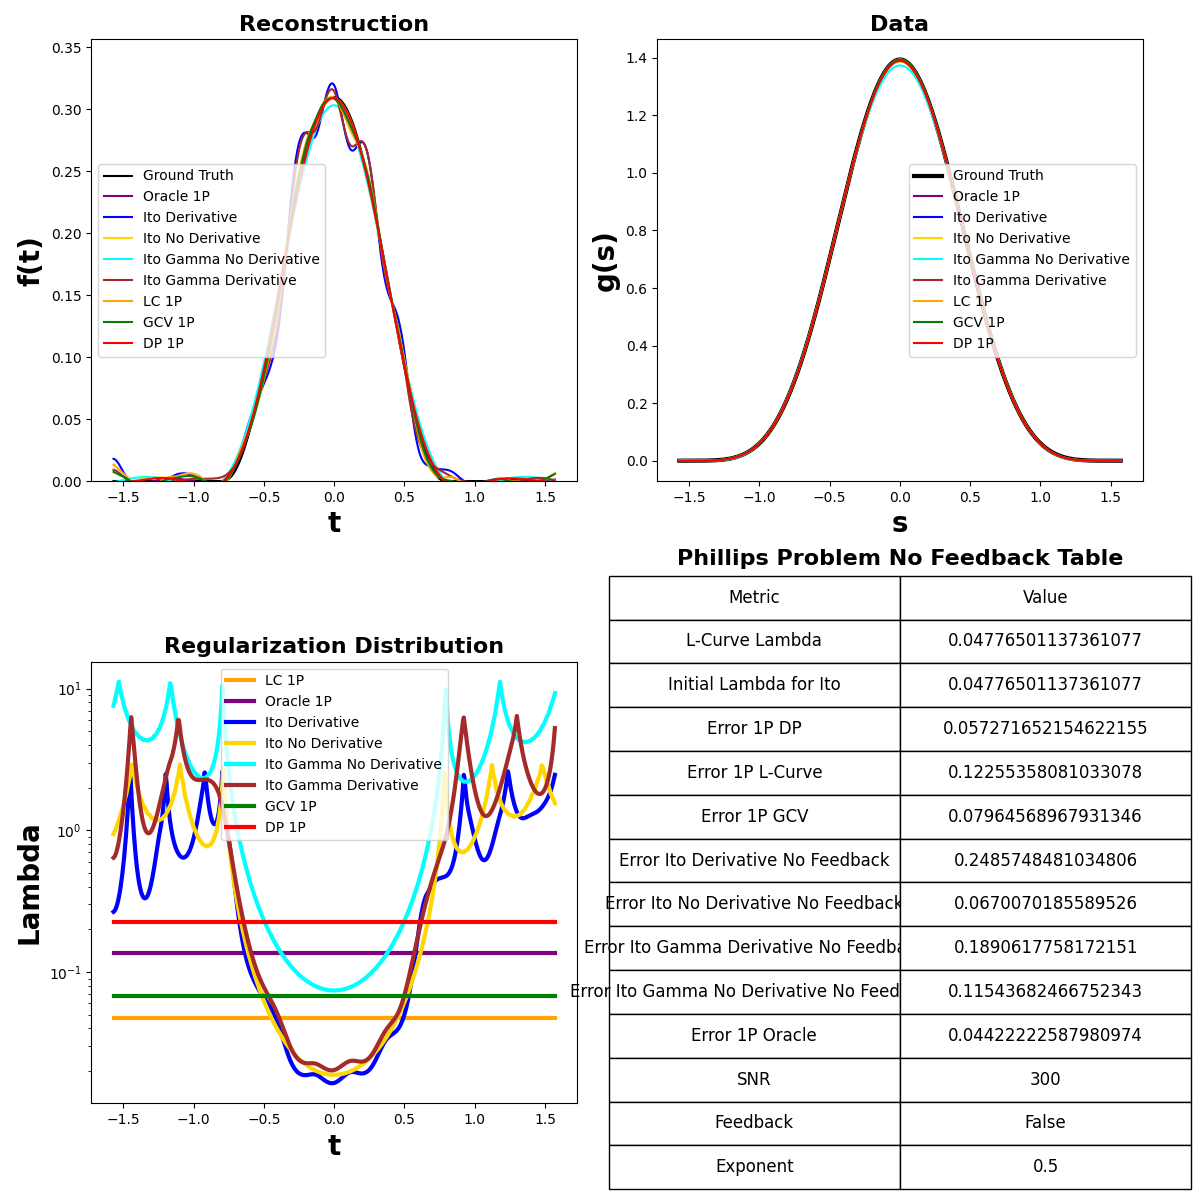 Reconstruction
0.35
0.30
0.25
0.20
0.15
0.10
0.05
0.00
f(t)
Ground Truth
Oracle 1P
Ito Derivative
Ito No Derivative
Ito Gamma No Derivative
Ito Gamma Derivative
LC 1P
GCV 1P
DP 1P
−1.5 −1.0 −0.5 0.0 0.5 1.0 1.5
t
Data
1.4
1.2
1.0
0.8
0.6
0.4
0.2
0.0
g(s)
Ground Truth
Oracle 1P
Ito Derivative
Ito No Derivative
Ito Gamma No Derivative
Ito Gamma Derivative
LC 1P
GCV 1P
DP 1P
−1.5 −1.0 −0.5 0.0 0.5 1.0 1.5
s
Regularization Distribution
10¹
10⁰
10⁻¹
Lambda
LC 1P
Oracle 1P
Ito Derivative
Ito No Derivative
Ito Gamma No Derivative
Ito Gamma Derivative
GCV 1P
DP 1P
−1.5 −1.0 −0.5 0.0 0.5 1.0 1.5
t
Phillips Problem No Feedback Table
Metric Value
L-Curve Lambda 0.04776501137361077
Initial Lambda for Ito 0.04776501137361077
Error 1P DP 0.057271652154622155
Error 1P L-Curve 0.12255358081033078
Error 1P GCV 0.07964568967931346
Error Ito Derivative No Feedback 0.2485748481034806
Error Ito No Derivative No Feedback 0.0670070185589526
Error Ito Gamma Derivative No Feedba 0.1890617758172151
Error Ito Gamma No Derivative No Feed 0.11543682466752343
Error 1P Oracle 0.04422222587980974
SNR 300
Feedback False
Exponent 0.5